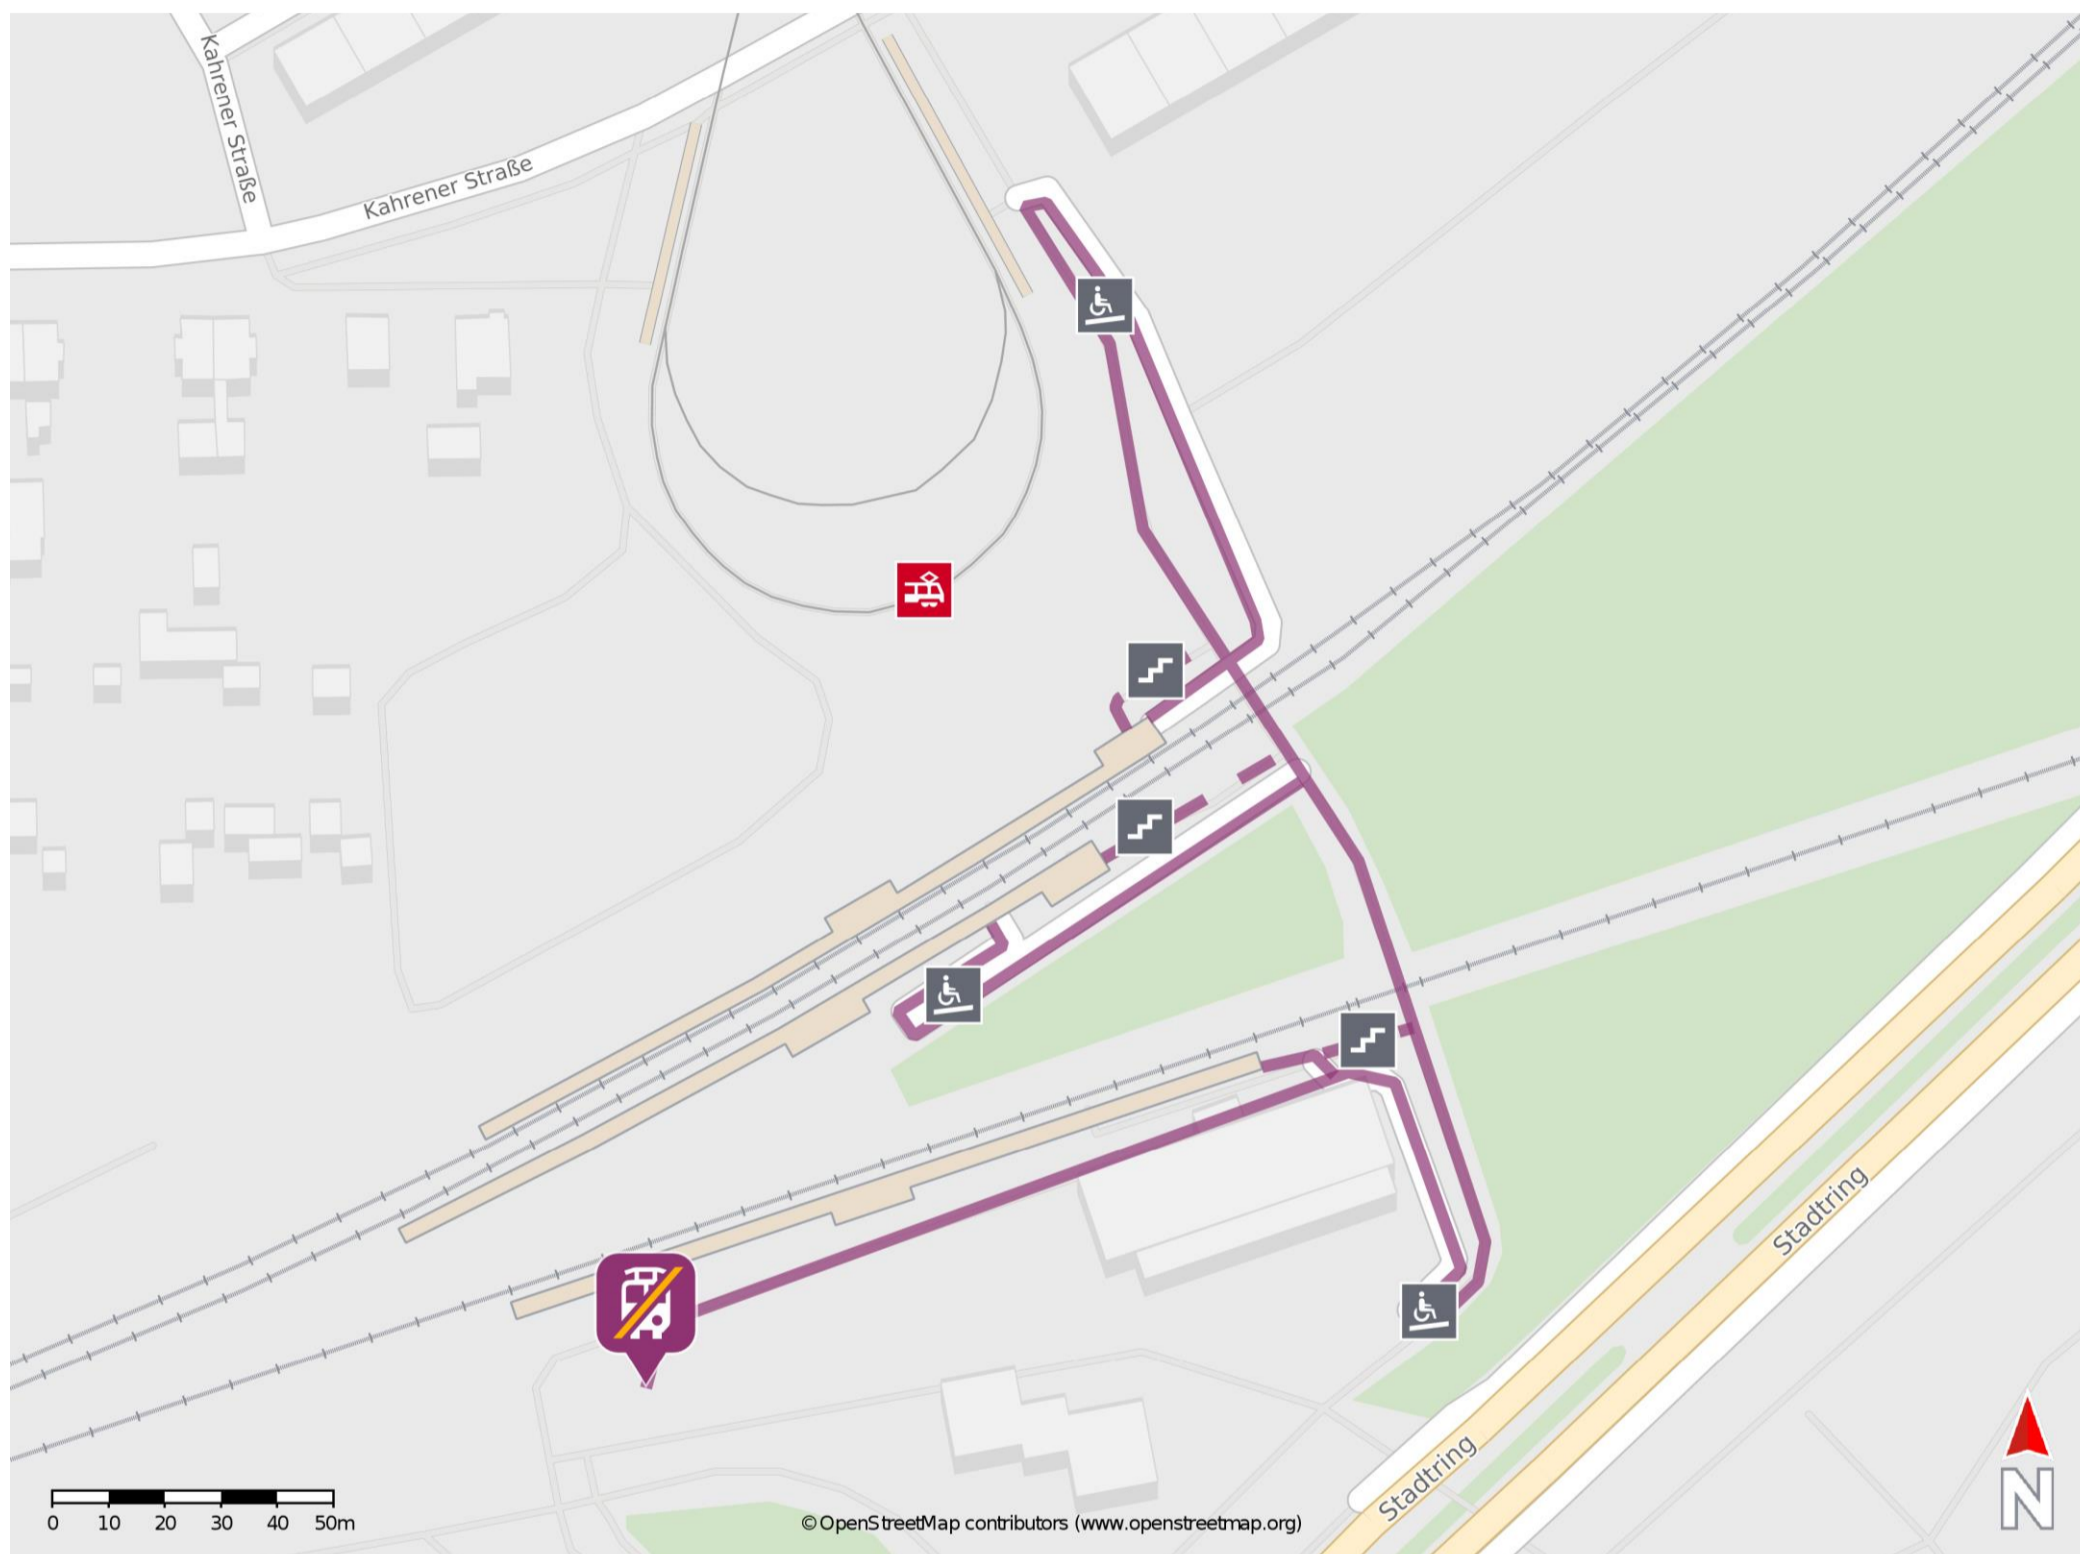 Kahrener Straße
Kahrener Straße
Stadtring
Stadtring
N
0 10 20 30 40 50m
©OpenStreetMap contributors (www.openstreetmap.org)